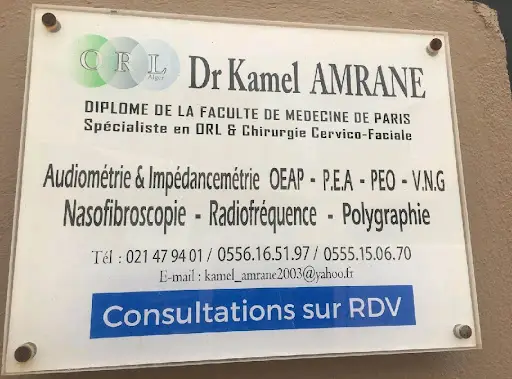 ORL
Alger
Dr Kamel AMRANE
DIPLOME DE LA FACULTE DE MEDECINE DE PARIS
Spécialiste en ORL & Chirurgie Cervico-Faciale
Audiométrie & Impédancemétrie OEAP - P.E.A - PEO - V.N.G
Nasofibroscopie - Radiofréquence - Polygraphie
Tél : 021 47 94 01 / 0556.16.51.97 / 0555.15.06.70
E-mail : kamel_amrane2003@yahoo.fr
Consultations sur RDV